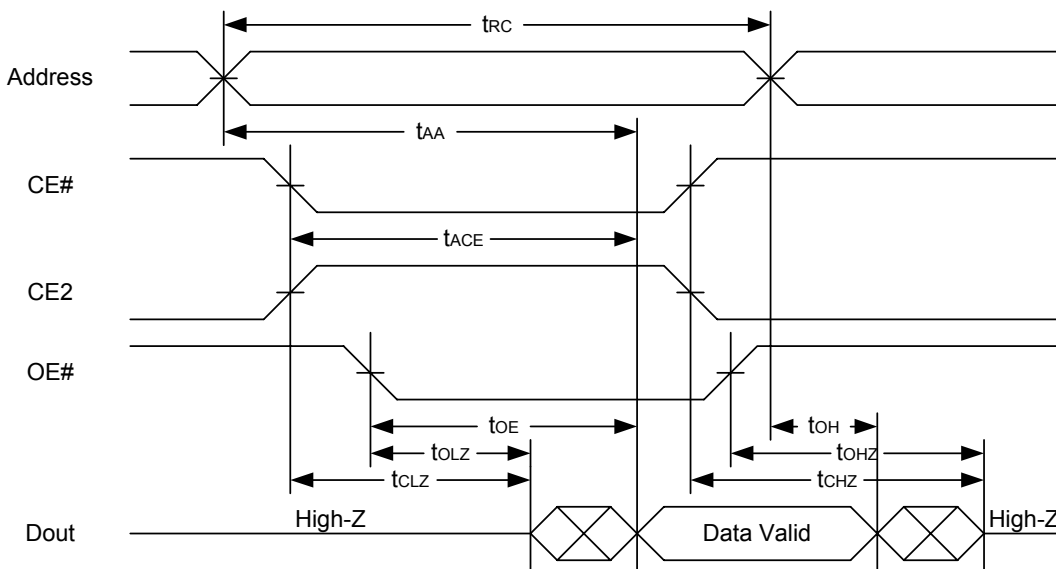 tRC
Address
tAA
CE#
tACE
CE2
OE#
tOE
tOH
tOLZ
tOHZ
tCLZ
tCHZ
High-Z
Data Valid
High-Z
Dout